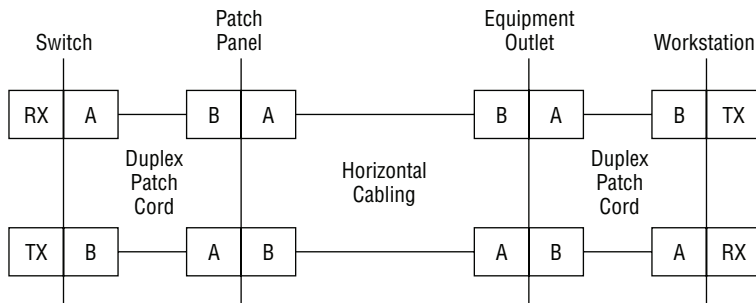 Switch
Patch
Panel
Equipment
Outlet
Workstation
RX A B A B A B TX
Duplex
Patch
Cord
Horizontal
Cabling
Duplex
Patch
Cord
TX B A B A B A RX